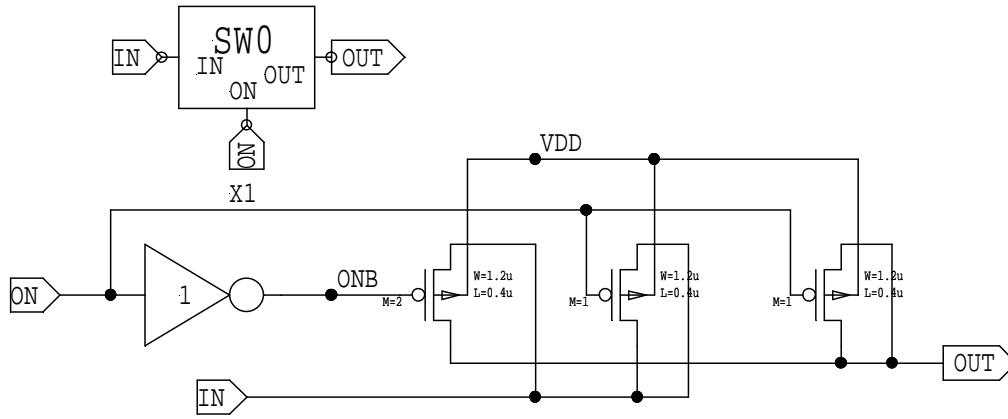 SW0
IN
IN
OUT
OUT
ON
ON
VDD
X1
ON
1
ONB
M=2
W=1.2u
L=0.4u
M=1
W=1.2u
L=0.4u
M=1
W=1.2u
L=0.4u
OUT
IN